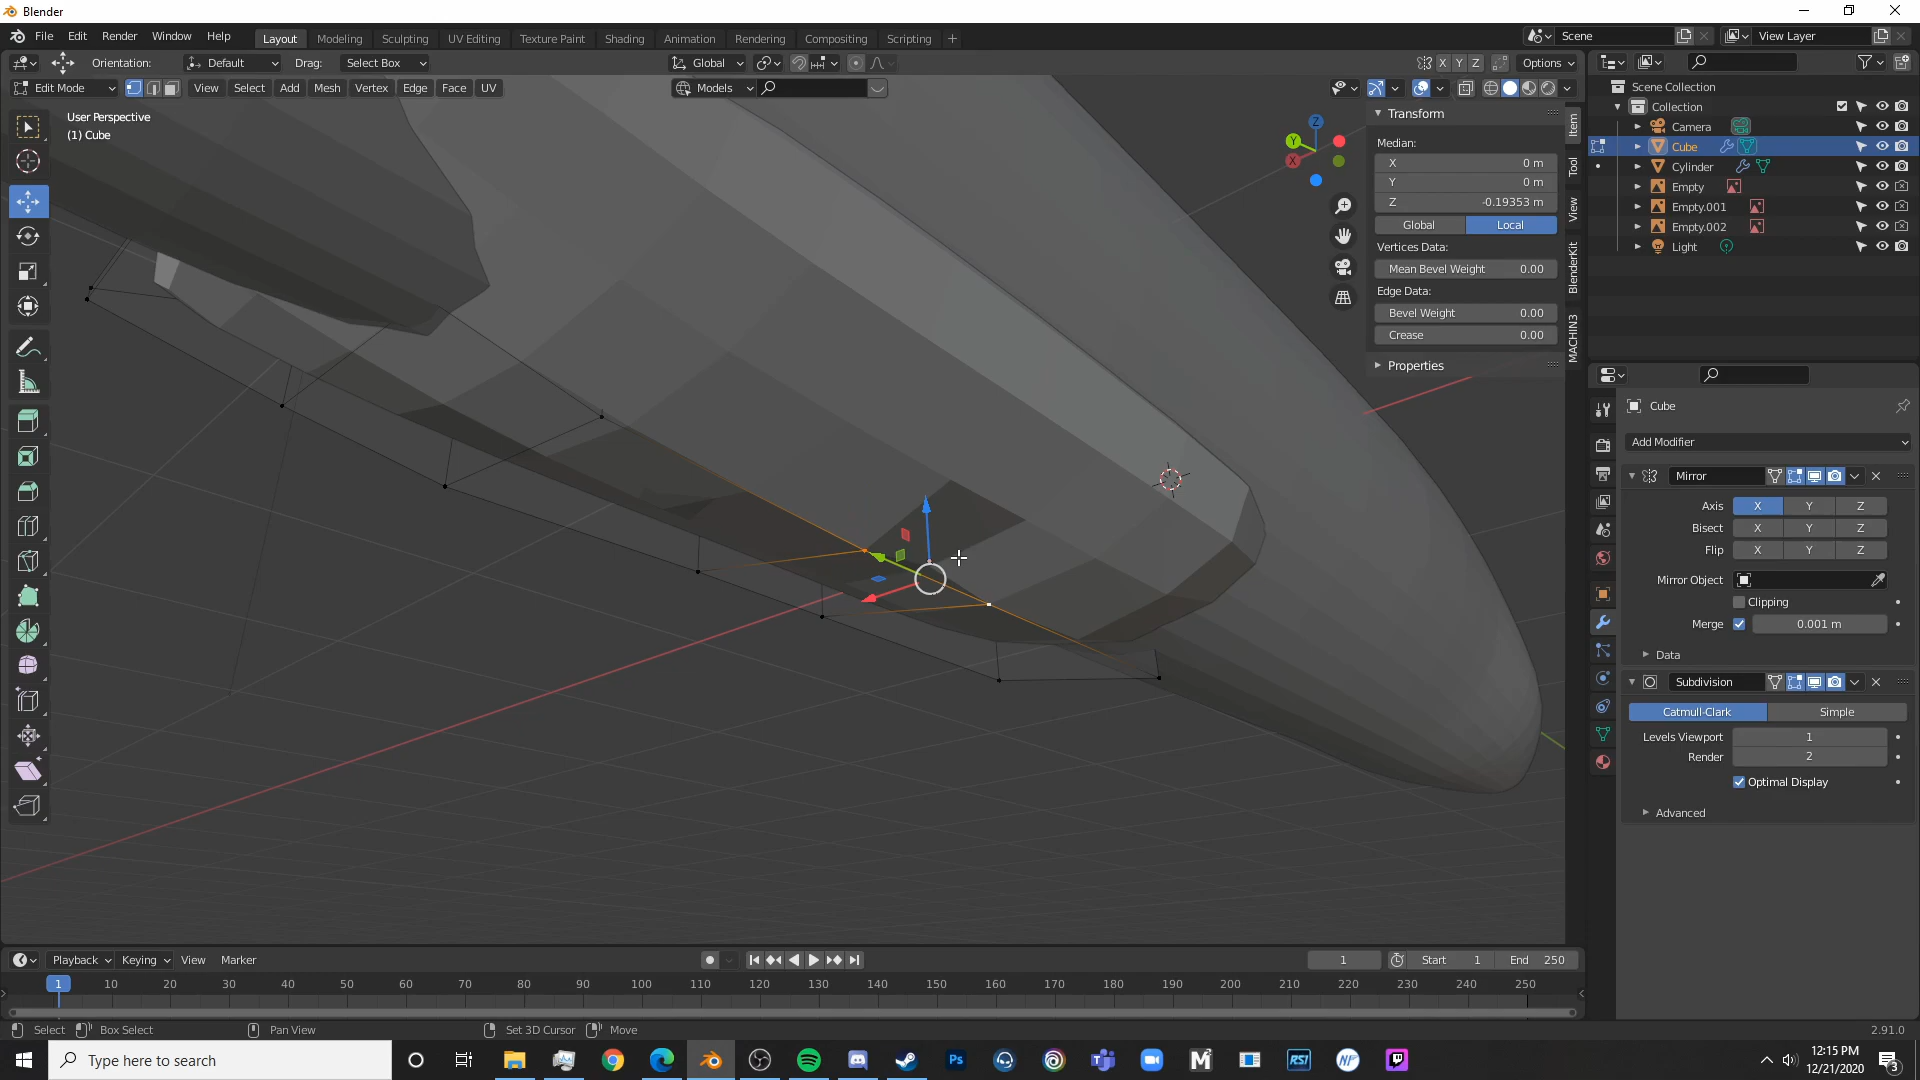 Blender
File Edit Render Window Help
Layout Modeling Sculpting UV Editing Texture Paint Shading Animation Rendering Compositing Scripting +
Scene
View Layer
Orientation: Default Drag: Select Box
Global
X Y Z Options
Edit Mode View Select Add Mesh Vertex Edge Face UV
Models
User Perspective
(1) Cube
Transform
Median:
X 0 m
Y 0 m
Z -0.19353 m
Global Local
Vertices Data:
Mean Bevel Weight 0.00
Edge Data:
Bevel Weight 0.00
Crease 0.00
Properties
Item
Tool
View
BlenderKit
MACHIN3
Z
Y
X
Scene Collection
Collection
Camera
Cube
Cylinder
Empty
Empty.001
Empty.002
Light
Cube
Add Modifier
Mirror
Axis X Y Z
Bisect X Y Z
Flip X Y Z
Mirror Object
Clipping
Merge 0.001 m
Data
Subdivision
Catmull-Clark Simple
Levels Viewport 1
Render 2
Optimal Display
Advanced
Playback Keying View Marker
1 Start 1 End 250
1 10 20 30 40 50 60 70 80 90 100 110 120 130 140 150 160 170 180 190 200 210 220 230 240 250
Select Box Select Pan View Set 3D Cursor Move
2.91.0
Type here to search
Ps
M
RSI
NF
12:15 PM
12/21/2020
3